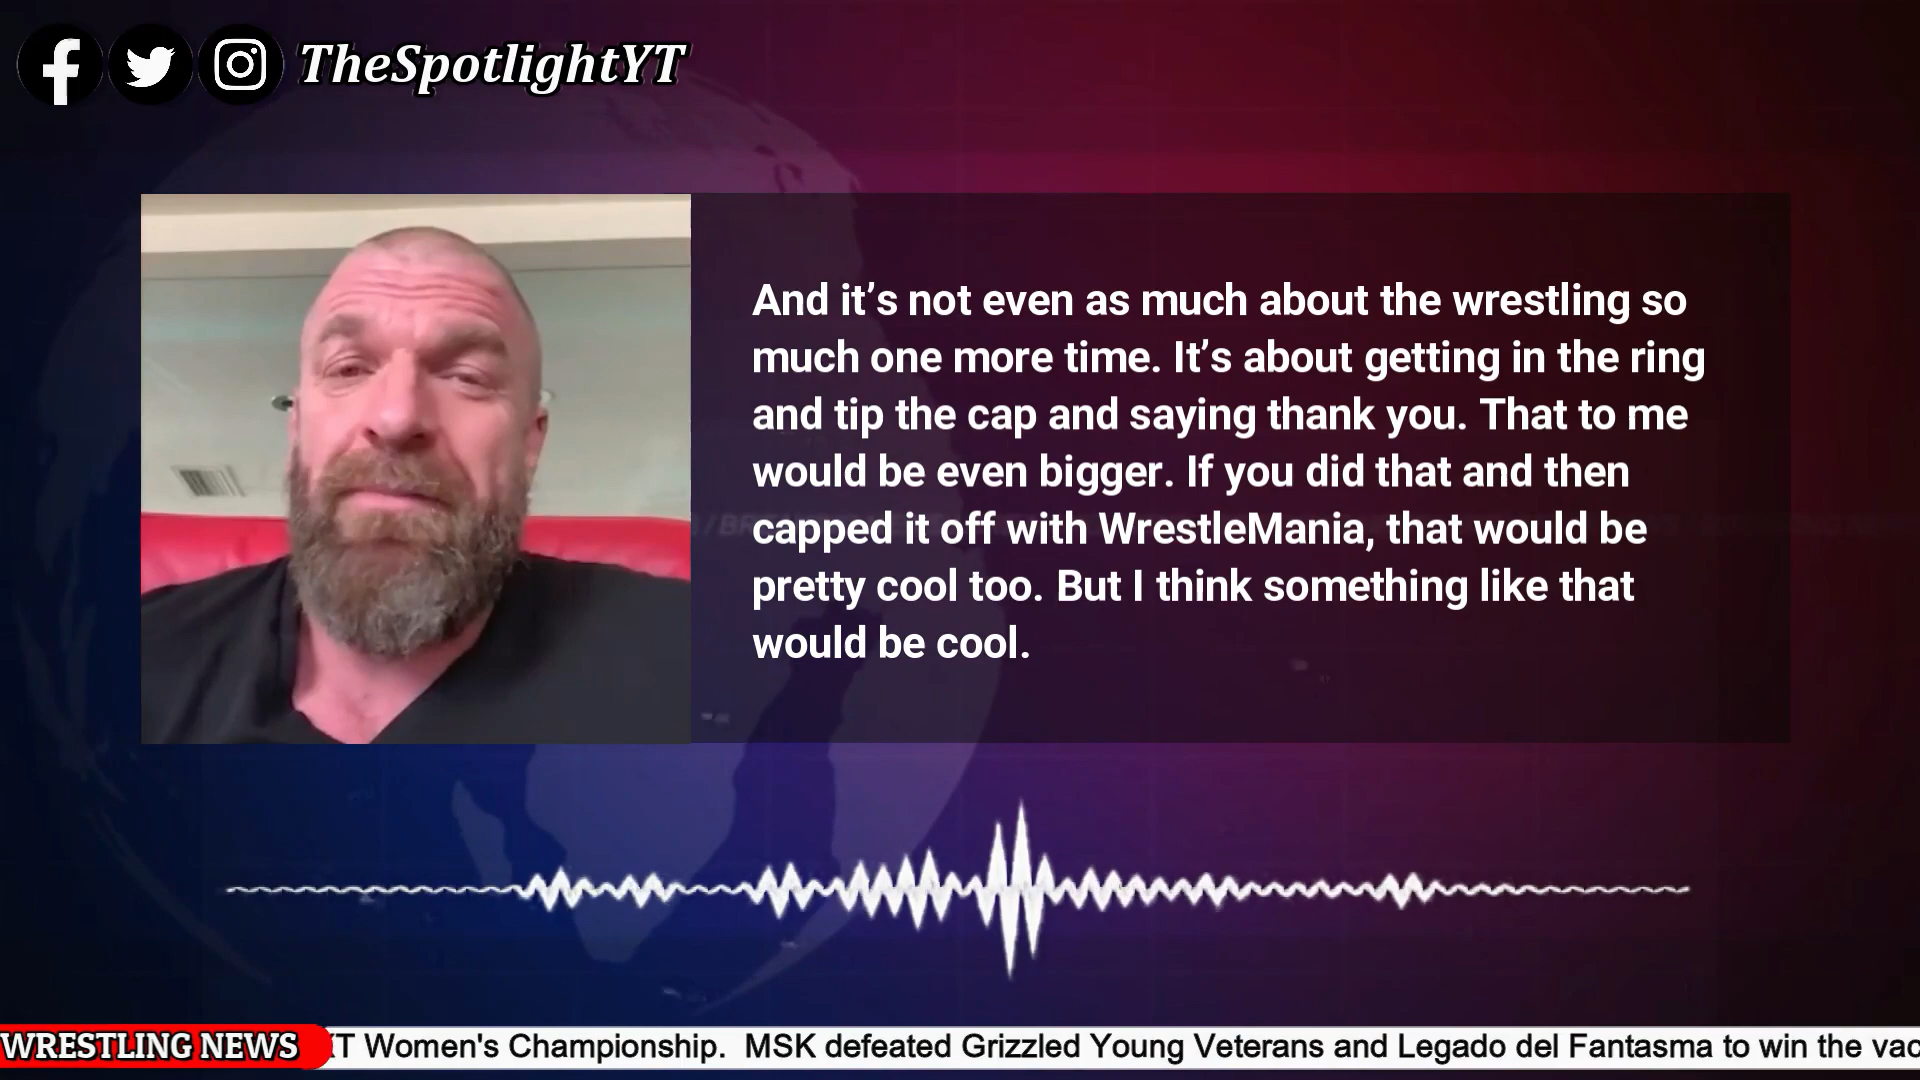 TheSpotlightYT
And it’s not even as much about the wrestling so
much one more time. It’s about getting in the ring
and tip the cap and saying thank you. That to me
would be even bigger. If you did that and then
capped it off with WrestleMania, that would be
pretty cool too. But I think something like that
would be cool.
WRESTLING NEWS
T Women's Championship. MSK defeated Grizzled Young Veterans and Legado del Fantasma to win the vac